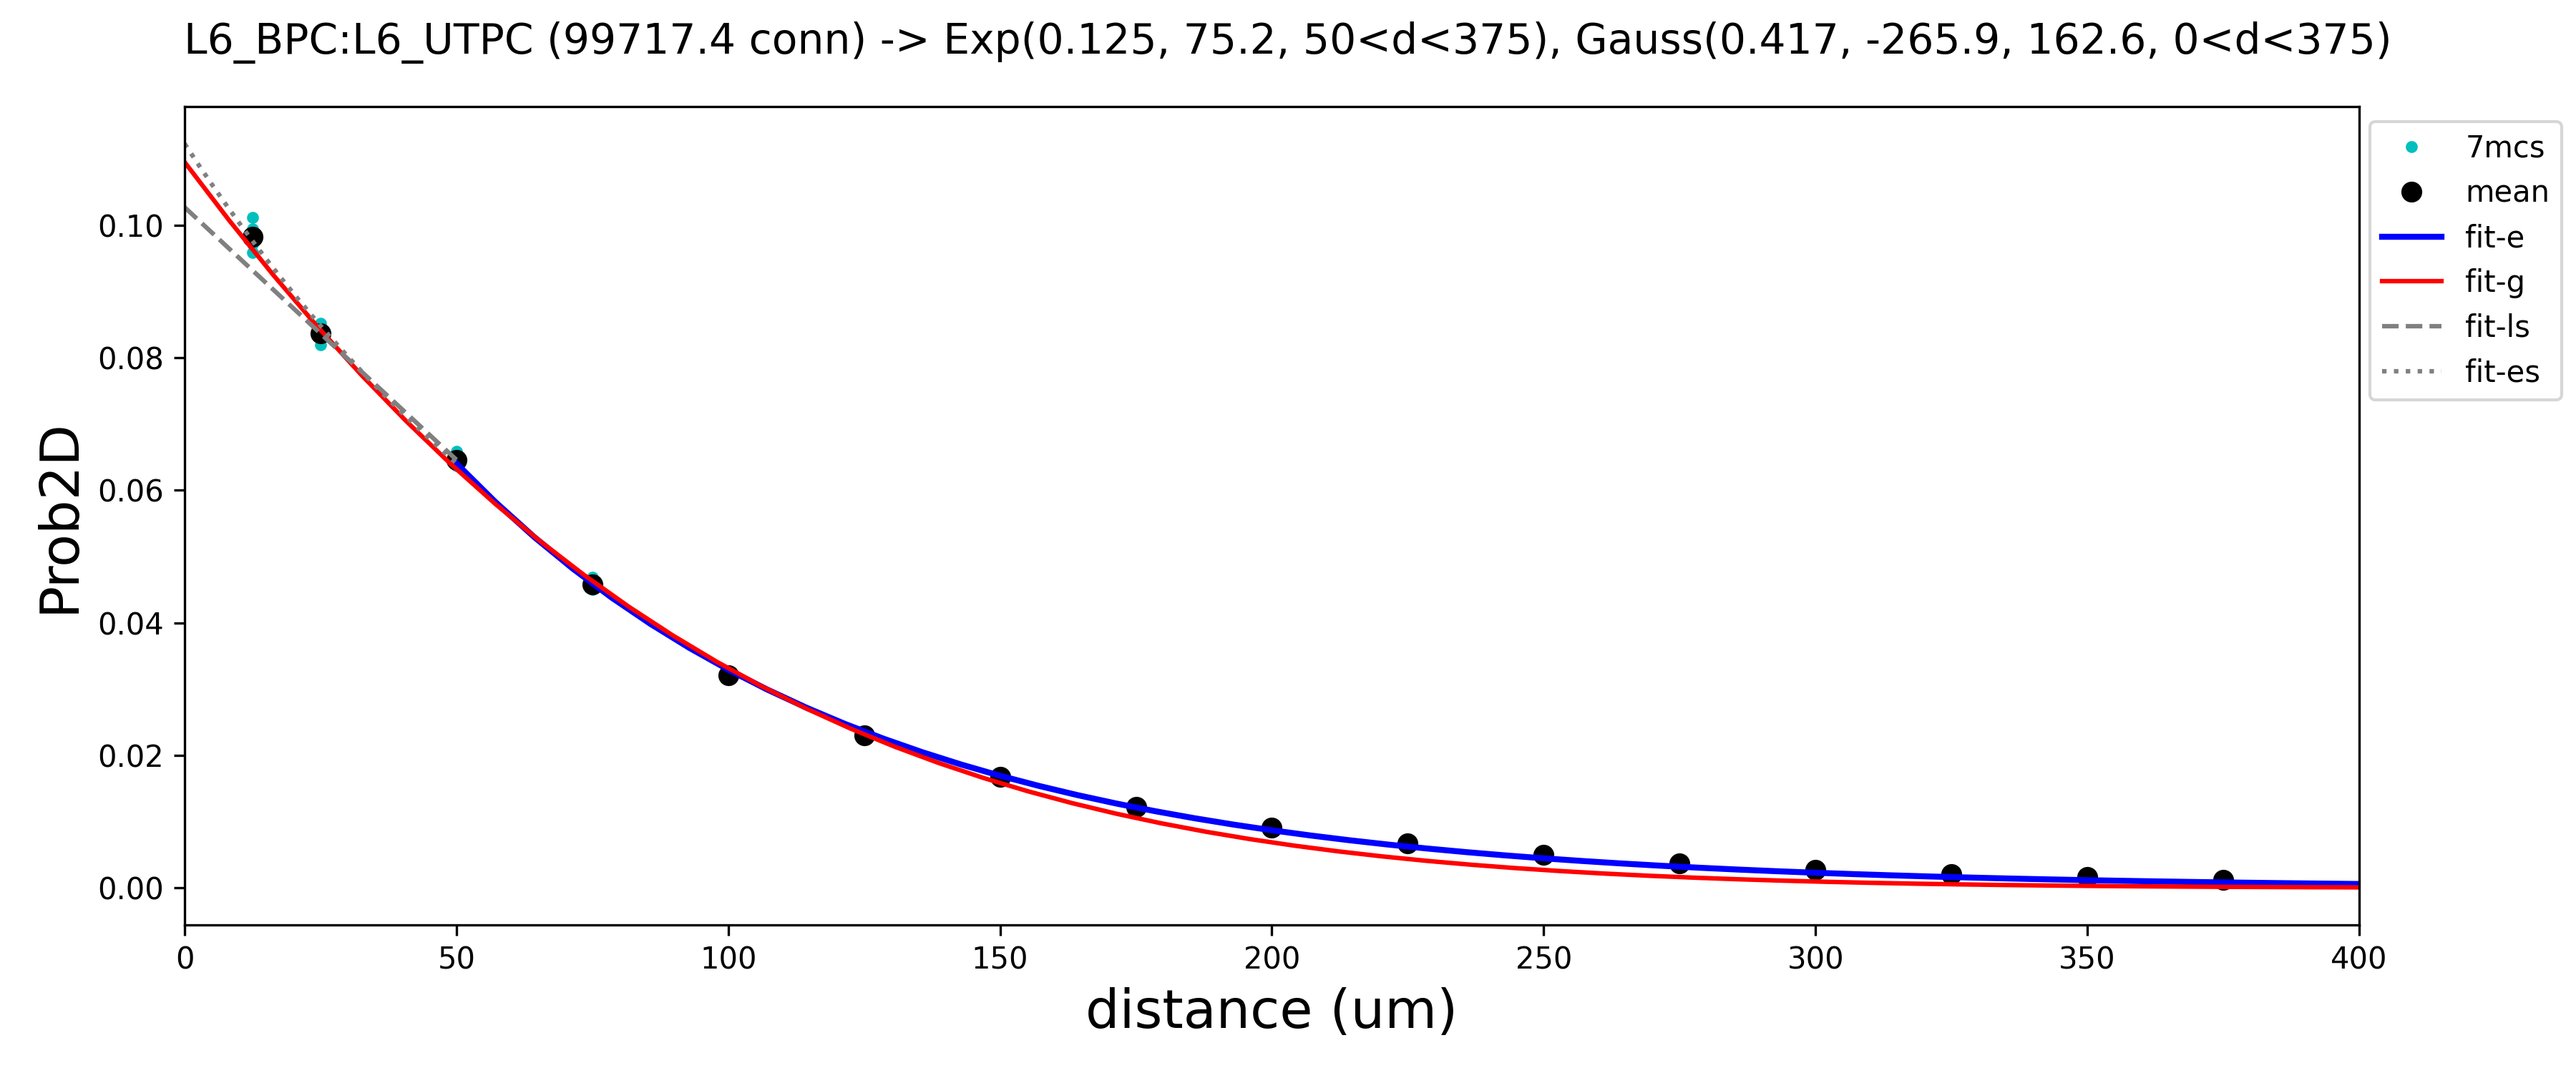 L6_BPC:L6_UTPC (99717.4 conn) -> Exp(0.125, 75.2, 50<d<375), Gauss(0.417, -265.9, 162.6, 0<d<375)
7mcs
mean
fit-e
fit-g
fit-ls
fit-es
Prob2D
0.10
0.08
0.06
0.04
0.02
0.00
0 50 100 150 200 250 300 350 400
distance (um)